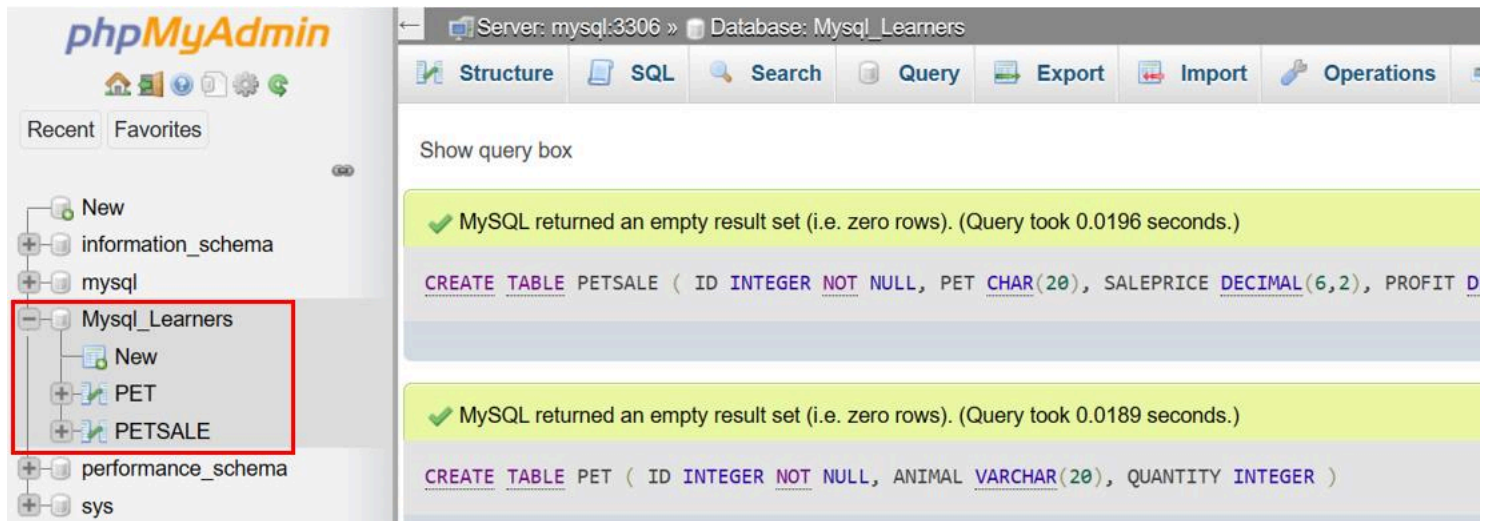 phpMyAdmin
Recent Favorites
New
information_schema
mysql
Mysql_Learners
New
PET
PETSALE
performance_schema
sys
← Server: mysql:3306 » Database: Mysql_Learners
Structure SQL Search Query Export Import Operations
Show query box
MySQL returned an empty result set (i.e. zero rows). (Query took 0.0196 seconds.)
CREATE TABLE PETSALE ( ID INTEGER NOT NULL, PET CHAR(20), SALEPRICE DECIMAL(6,2), PROFIT D
MySQL returned an empty result set (i.e. zero rows). (Query took 0.0189 seconds.)
CREATE TABLE PET ( ID INTEGER NOT NULL, ANIMAL VARCHAR(20), QUANTITY INTEGER )